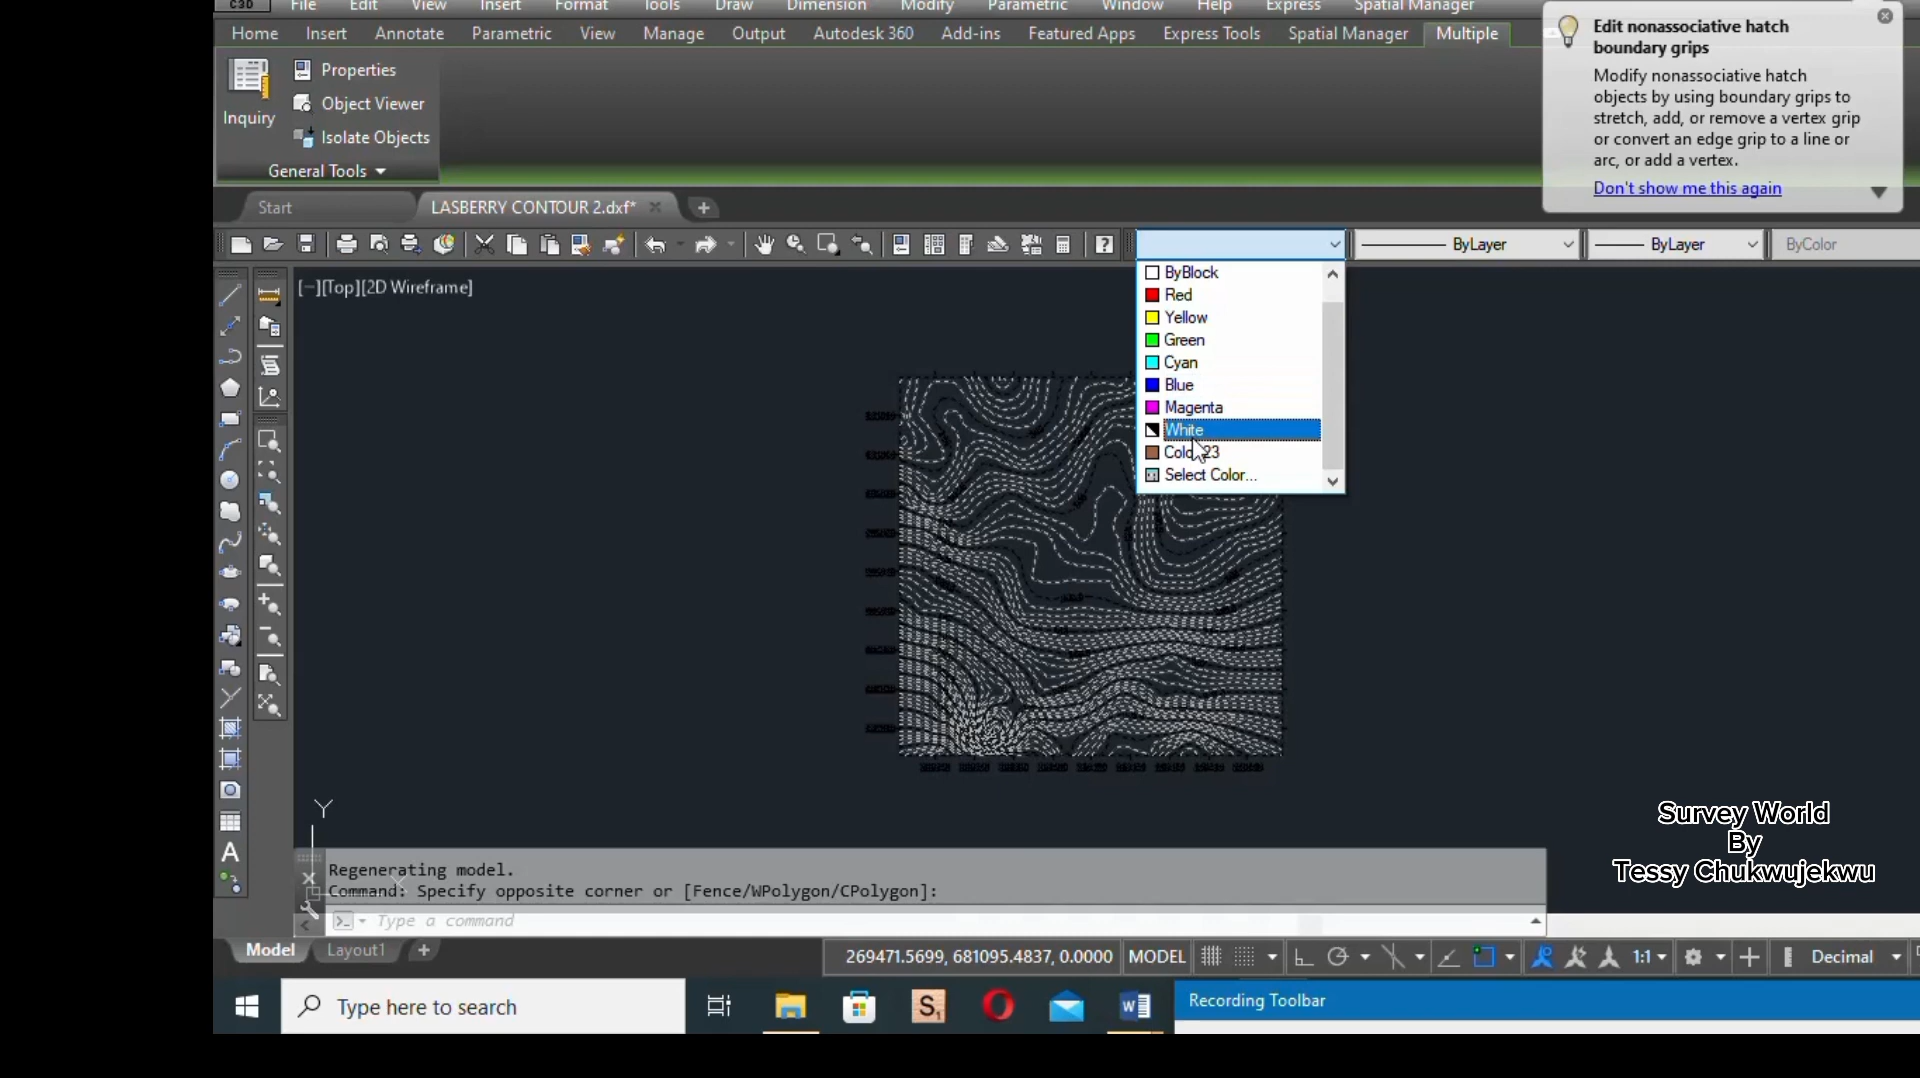 C3D
File Edit View Insert Format Tools Draw Dimension Modify Parametric Window Help Express Spatial Manager
Home Insert Annotate Parametric View Manage Output Autodesk 360 Add-ins Featured Apps Express Tools Spatial Manager Multiple
Inquiry
Properties
Object Viewer
Isolate Objects
General Tools
Edit nonassociative hatch
boundary grips
Modify nonassociative hatch
objects by using boundary grips to
stretch, add, or remove a vertex grip
or convert an edge grip to a line or
arc, or add a vertex.
Don't show me this again
Start
LASBERRY CONTOUR 2.dxf*
ByLayer
ByLayer
ByColor
[−][Top][2D Wireframe]
ByBlock
Red
Yellow
Green
Cyan
Blue
Magenta
White
23
Select Color...
Y
A
Survey World
By
Tessy Chukwujekwu
Regenerating model.
Command: Specify opposite corner or [Fence/WPolygon/CPolygon]:
Type a command
Model Layout1
269471.5699, 681095.4837, 0.0000 MODEL 1:1 Decimal
Type here to search
Recording Toolbar